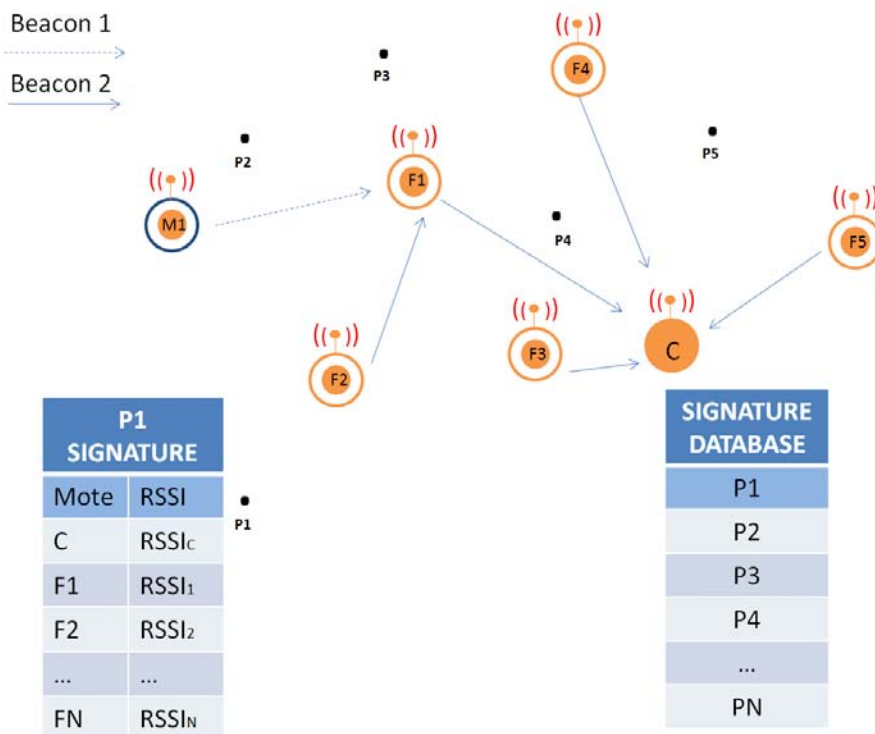 Beacon 1
Beacon 2
P3
F4
P2
P5
F1
M1
P4
F5
F2
F3
C
P1
SIGNATURE
Mote RSSI
C RSSIC
F1 RSSI1
F2 RSSI2
... ...
FN RSSIN
P1
SIGNATURE
DATABASE
P1
P2
P3
P4
...
PN